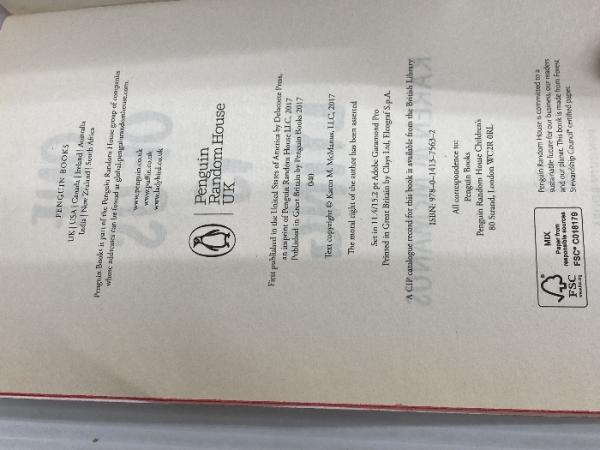 PENGUIN BOOKS
UK | USA | Canada | Ireland | Australia
India | New Zealand | South Africa
Penguin Books is part of the Penguin Random House group of companies
whose addresses can be found at global.penguinrandomhouse.com.
www.penguin.co.uk
www.puffin.co.uk
www.ladybird.co.uk
Penguin
Random House
UK
First published in the United States of America by Delacorte Press,
an imprint of Penguin Random House LLC, 2017
Published in Great Britain by Penguin Books 2017
Text copyright © Karen M. McManus, LLC, 2017
The moral right of the author has been asserted
Set in 11.4/15.2 pt Adobe Garamond Pro
Printed in Great Britain by Clays Ltd, Elcograf S.p.A.
A CIP catalogue record for this book is available from the British Library
ISBN: 978-0-1413-7563-2
All correspondence to:
Penguin Books
Penguin Random House Children's
80 Strand, London WC2R 0RL
MIX
Paper from
responsible sources
FSC® C018179
FSC
www.fsc.org
Penguin Random House is committed to a
sustainable future for our business, our readers
and our planet. This book is made from Forest
Stewardship Council® certified paper.